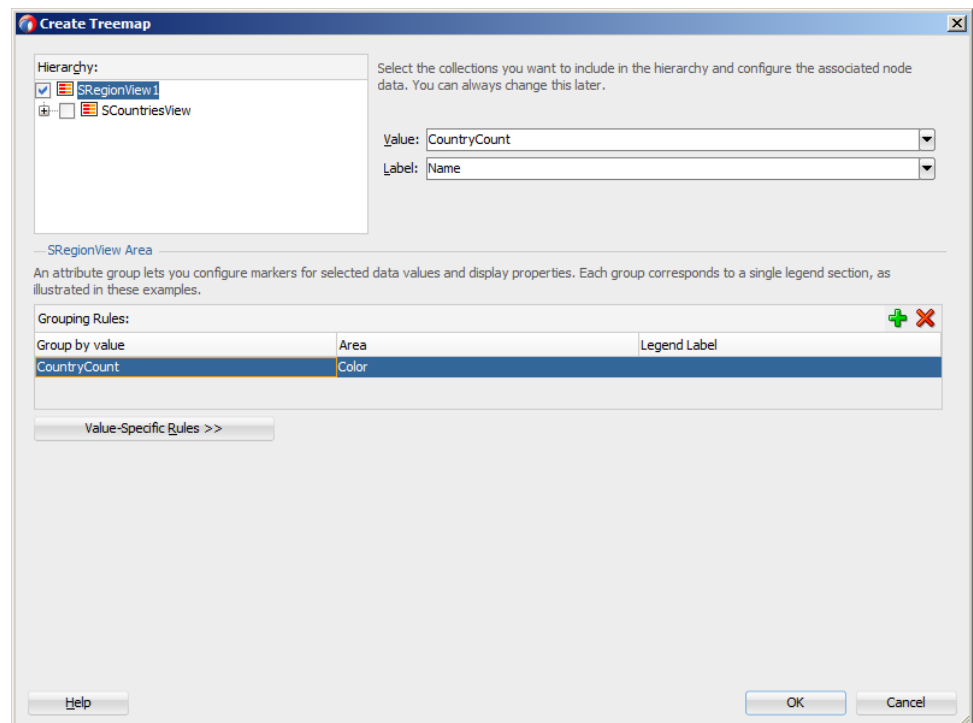 Create Treemap
Hierarchy:
SRegionView1
SCountriesView
Select the collections you want to include in the hierarchy and configure the associated node
data. You can always change this later.
Value: CountryCount
Label: Name
SRegionView Area
An attribute group lets you configure markers for selected data values and display properties. Each group corresponds to a single legend section, as
illustrated in these examples.
Grouping Rules:
Group by value Area Legend Label
CountryCount Color
Value-Specific Rules >>
Help OK Cancel